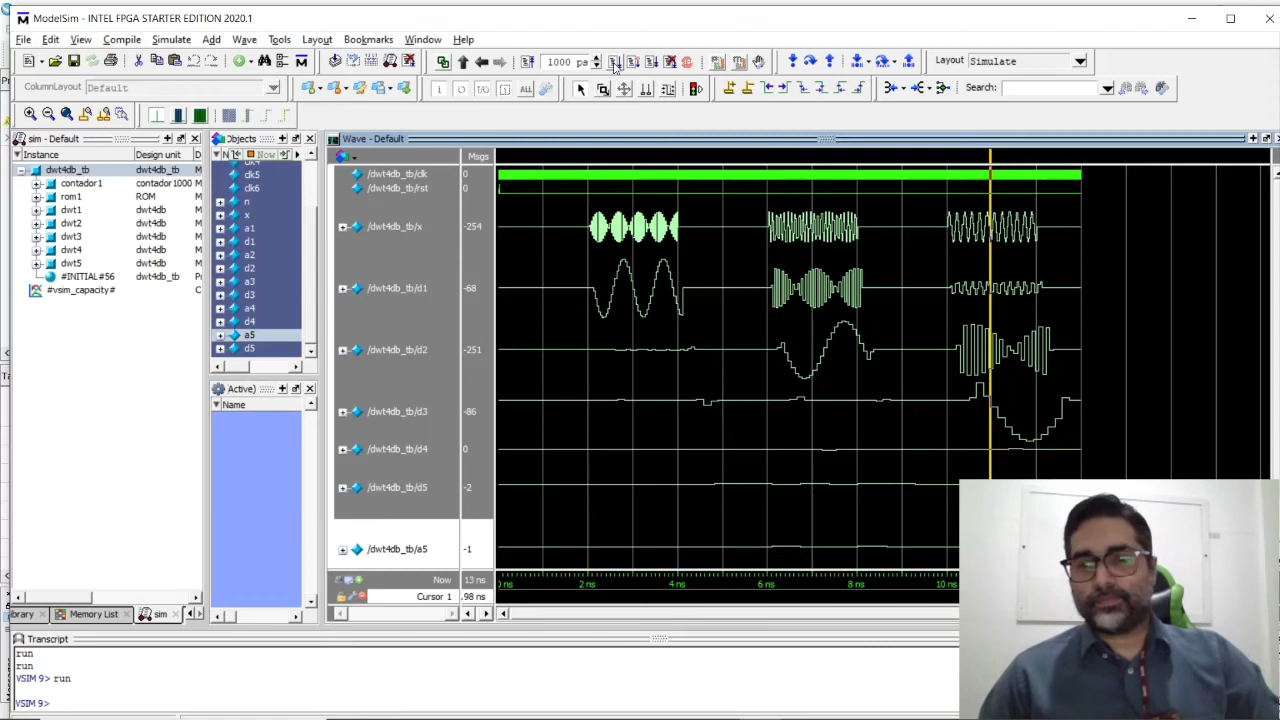 ModelSim - INTEL FPGA STARTER EDITION 2020.1
File Edit View Compile Simulate Add Wave Tools Layout Bookmarks Window Help
1000 ps
Layout Simulate
ColumnLayout Default
ALL
Search:
sim - Default
Instance Design unit D
dwt4db_tb dwt4db_tb M
contador1 contador1000 M
rom1 ROM M
dwt1 dwt4db M
dwt2 dwt4db M
dwt3 dwt4db M
dwt4 dwt4db M
dwt5 dwt4db M
#INITIAL#56 dwt4db_tb
#vsim_capacity# C
Objects
N Now
clk4
clk5
clk6
n
x
a1
d1
a2
d2
a3
d3
a4
d4
a5
d5
Active)
Name
Wave - Default
Msgs
/dwt4db_tb/clk 0
/dwt4db_tb/rst 0
/dwt4db_tb/x -254
/dwt4db_tb/d1 -68
/dwt4db_tb/d2 -251
/dwt4db_tb/d3 -86
/dwt4db_tb/d4 0
/dwt4db_tb/d5 -2
/dwt4db_tb/a5 -1
Now 13 ns
ns 2 ns 4 ns 6 ns 8 ns 10 ns
Cursor 1 .98 ns
ibrary Memory List sim
Transcript
run
run
VSIM 9> run
VSIM 9>